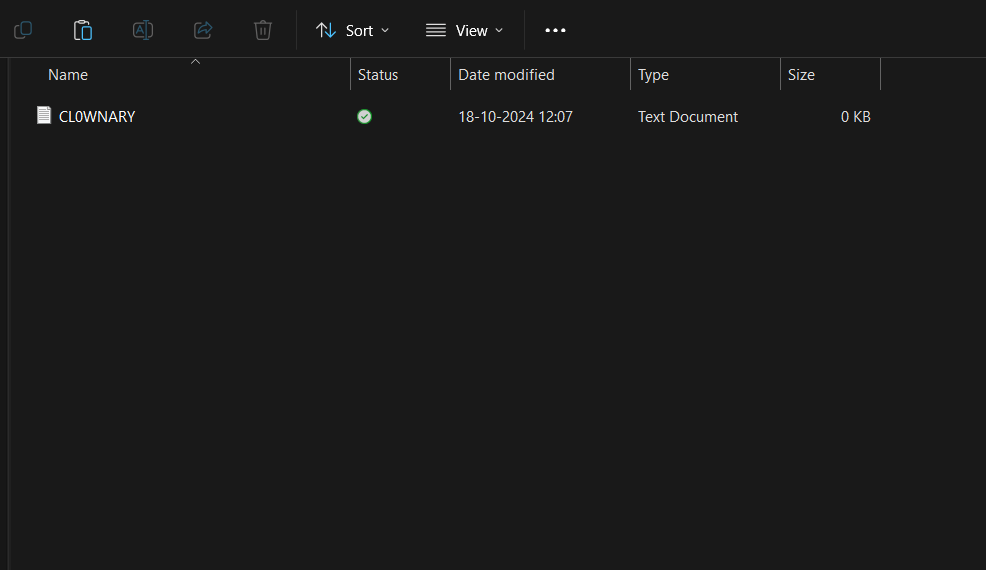 Sort View
Name Status Date modified Type Size
CL0WNARY 18-10-2024 12:07 Text Document 0 KB